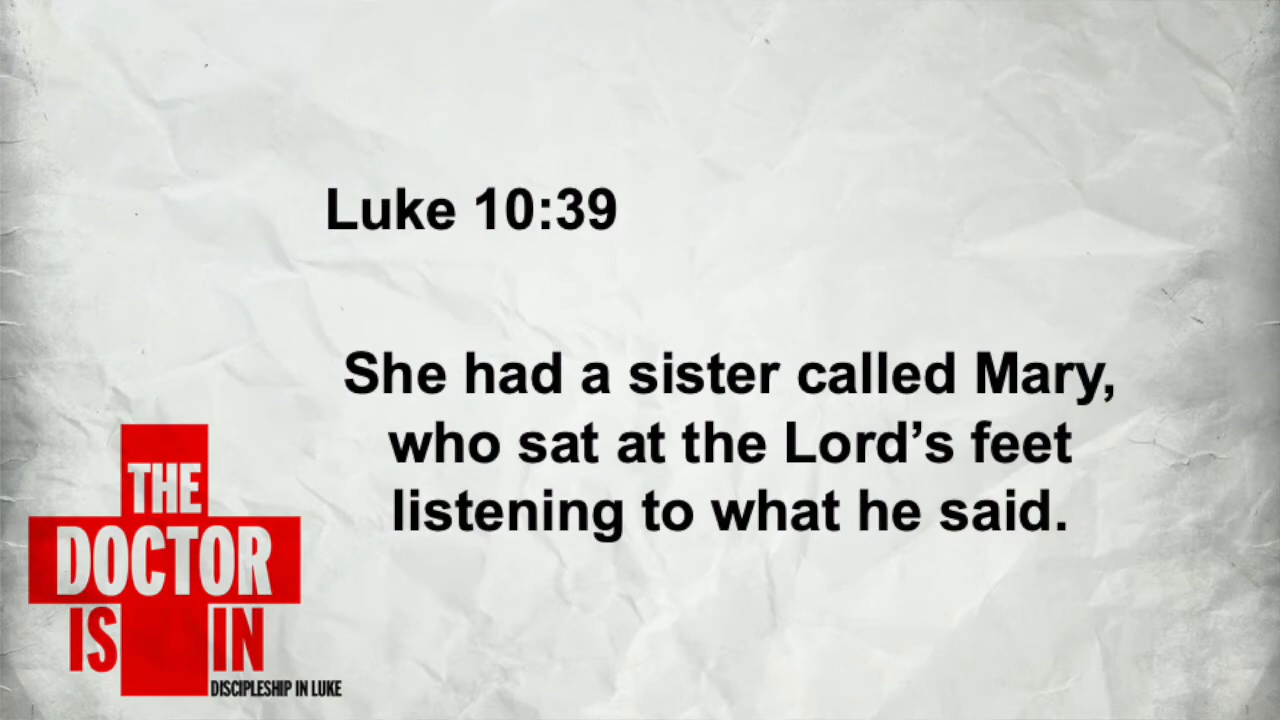 Luke 10:39
She had a sister called Mary,
who sat at the Lord’s feet
listening to what he said.
THE
DOCTOR
IS IN
DISCIPLESHIP IN LUKE